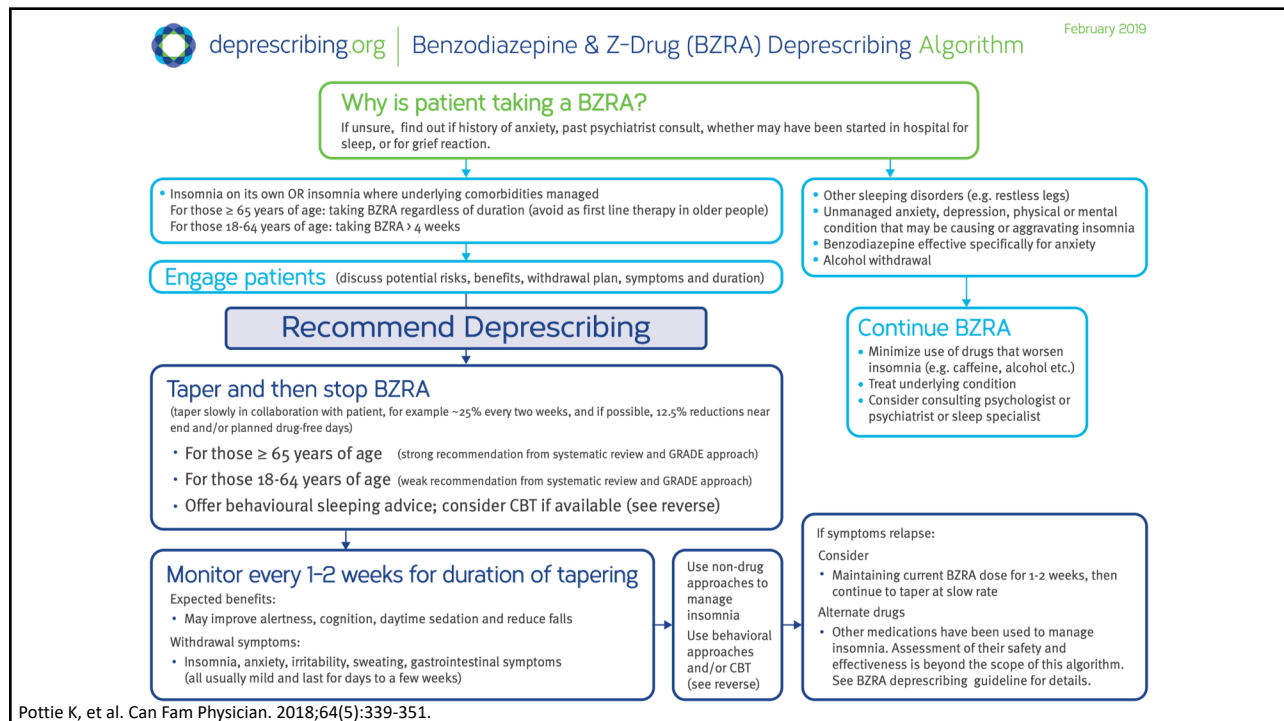 deprescribing.org | Benzodiazepine & Z-Drug (BZRA) Deprescribing Algorithm
February 2019
Why is patient taking a BZRA?
If unsure, find out if history of anxiety, past psychiatrist consult, whether may have been started in hospital for
sleep, or for grief reaction.
• Insomnia on its own OR insomnia where underlying comorbidities managed
For those ≥ 65 years of age: taking BZRA regardless of duration (avoid as first line therapy in older people)
For those 18-64 years of age: taking BZRA > 4 weeks
• Other sleeping disorders (e.g. restless legs)
• Unmanaged anxiety, depression, physical or mental
condition that may be causing or aggravating insomnia
• Benzodiazepine effective specifically for anxiety
• Alcohol withdrawal
Engage patients (discuss potential risks, benefits, withdrawal plan, symptoms and duration)
Recommend Deprescribing
Continue BZRA
• Minimize use of drugs that worsen
insomnia (e.g. caffeine, alcohol etc.)
• Treat underlying condition
• Consider consulting psychologist or
psychiatrist or sleep specialist
Taper and then stop BZRA
(taper slowly in collaboration with patient, for example ~25% every two weeks, and if possible, 12.5% reductions near
end and/or planned drug-free days)
• For those ≥ 65 years of age (strong recommendation from systematic review and GRADE approach)
• For those 18-64 years of age (weak recommendation from systematic review and GRADE approach)
• Offer behavioural sleeping advice; consider CBT if available (see reverse)
Monitor every 1-2 weeks for duration of tapering
Expected benefits:
• May improve alertness, cognition, daytime sedation and reduce falls
Withdrawal symptoms:
• Insomnia, anxiety, irritability, sweating, gastrointestinal symptoms
(all usually mild and last for days to a few weeks)
Use non-drug
approaches to
manage
insomnia
Use behavioral
approaches
and/or CBT
(see reverse)
If symptoms relapse:
Consider
• Maintaining current BZRA dose for 1-2 weeks, then
continue to taper at slow rate
Alternate drugs
• Other medications have been used to manage
insomnia. Assessment of their safety and
effectiveness is beyond the scope of this algorithm.
See BZRA deprescribing guideline for details.
Pottie K, et al. Can Fam Physician. 2018;64(5):339-351.